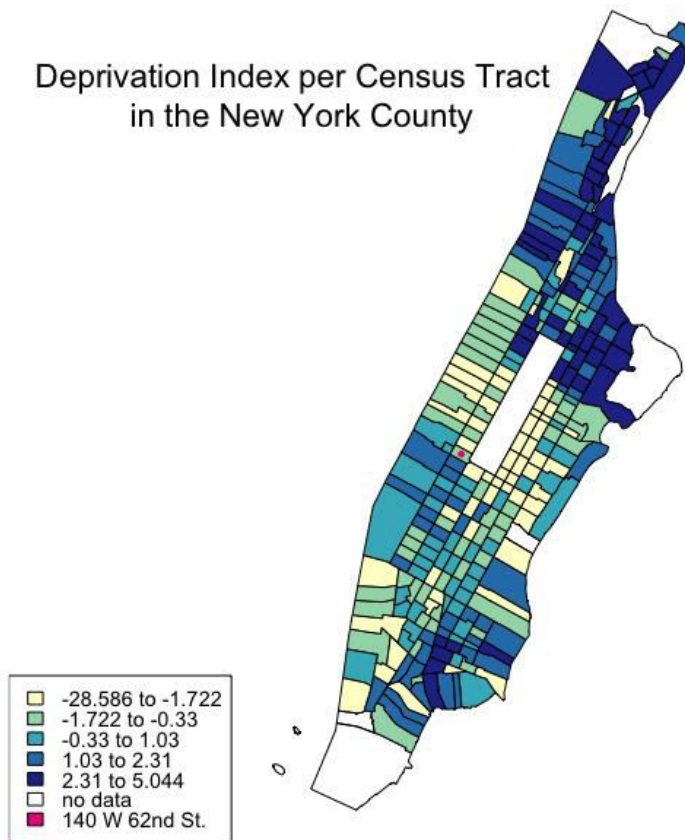 Deprivation Index per Census Tract
in the New York County
-28.586 to -1.722
-1.722 to -0.33
-0.33 to 1.03
1.03 to 2.31
2.31 to 5.044
no data
140 W 62nd St.